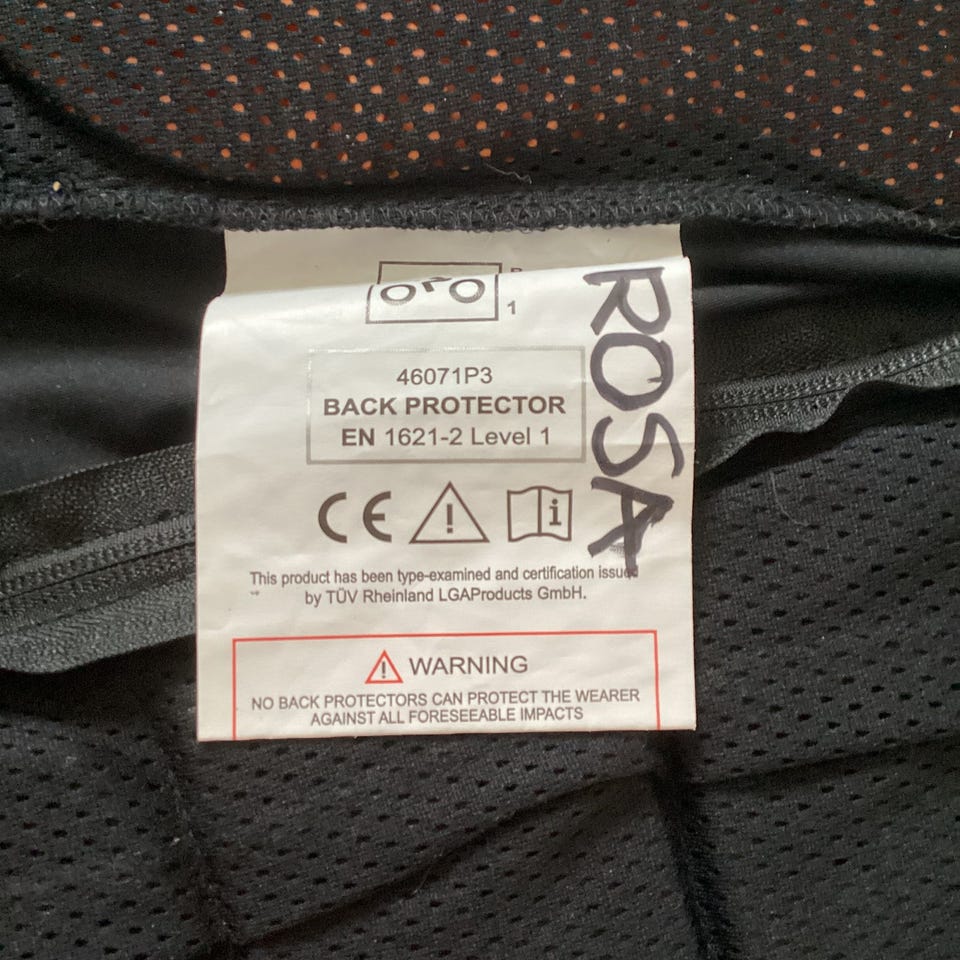 1
46071P3
BACK PROTECTOR
EN 1621-2 Level 1
CE
This product has been type-examined and certification issued
by TÜV Rheinland LGAProducts GmbH.
WARNING
NO BACK PROTECTORS CAN PROTECT THE WEARER
AGAINST ALL FORESEEABLE IMPACTS
ROSA